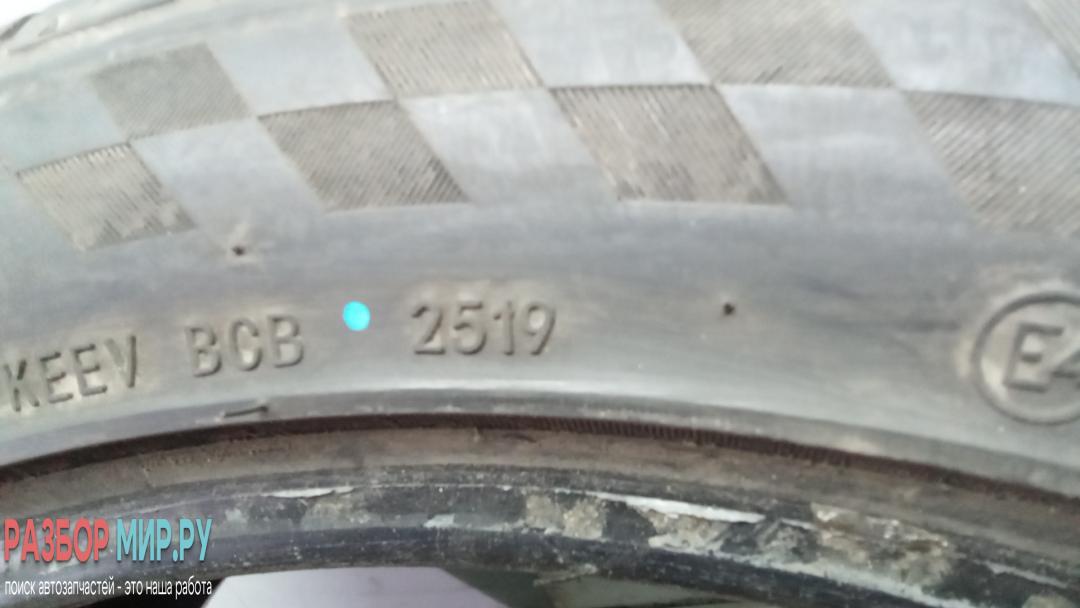 KEEV BCB 2519
E4
РАЗБОР МИР.РУ
поиск автозапчастей - это наша работа